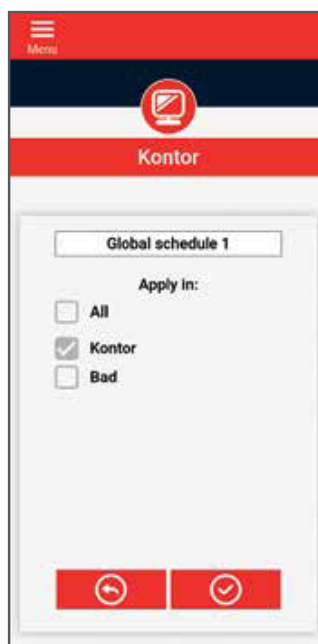 Menu
Kontor
Global schedule 1
Apply in:
All
Kontor
Bad